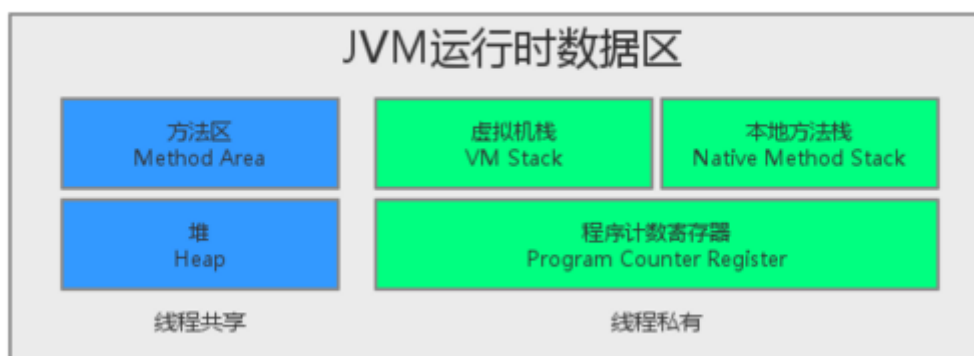 JVM运行时数据区
方法区
Method Area
虚拟机栈
VM Stack
本地方法栈
Native Method Stack
堆
Heap
程序计数寄存器
Program Counter Register
线程共享
线程私有